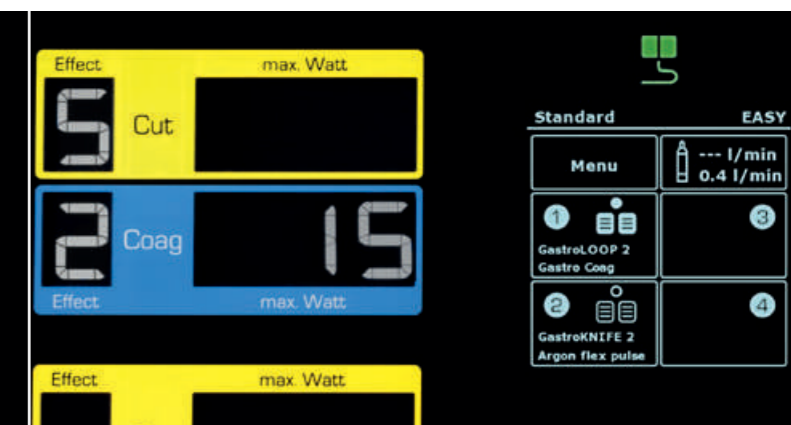 Effect max. Watt
5 Cut
2 Coag 15
Effect max. Watt
Effect max. Watt
Standard EASY
Menu
--- l/min
0.4 l/min
1
GastroLOOP 2
Gastro Coag
3
2
GastroKNIFE 2
Argon flex pulse
4